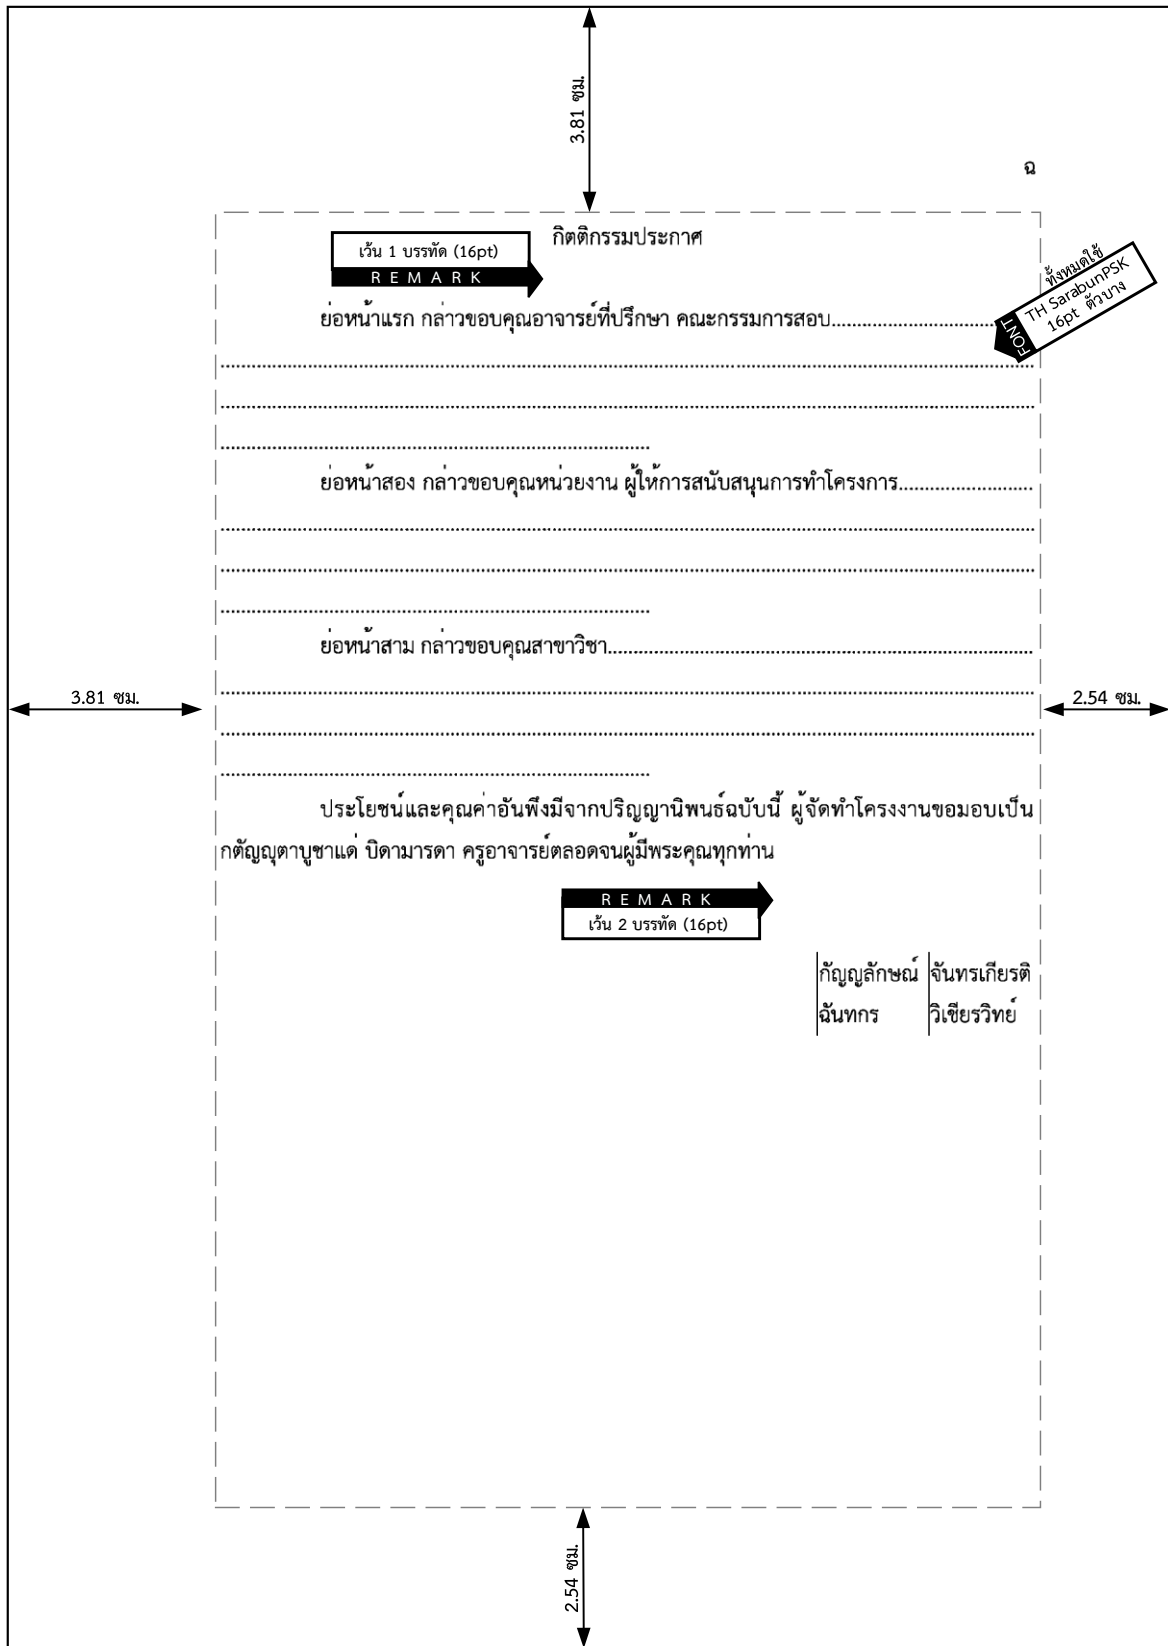 3.81 ซม.
ฉ
กิตติกรรมประกาศ
เว้น 1 บรรทัด (16pt)
REMARK
ทั้งหมดใช้
TH SarabunPSK
16pt ตัวบาง
FONT
ย่อหน้าแรก กล่าวขอบคุณอาจารย์ที่ปรึกษา คณะกรรมการสอบ................................
................................................................................................................................
................................................................................................................................
....................................................................
ย่อหน้าสอง กล่าวขอบคุณหน่วยงาน ผู้ให้การสนับสนุนการทำโครงการ..........................
................................................................................................................................
................................................................................................................................
....................................................................
ย่อหน้าสาม กล่าวขอบคุณสาขาวิชา....................................................................
................................................................................................................................
3.81 ซม.
2.54 ซม.
................................................................................................................................
....................................................................
ประโยชน์และคุณค่าอันพึงมีจากปริญญานิพนธ์ฉบับนี้ ผู้จัดทำโครงงานขอมอบเป็น
กตัญญุตาบูชาแด่ บิดามารดา ครูอาจารย์ตลอดจนผู้มีพระคุณทุกท่าน
REMARK
เว้น 2 บรรทัด (16pt)
กัญญลักษณ์ จันทรเกียรติ
ฉันทกร วิเชียรวิทย์
2.54 ซม.